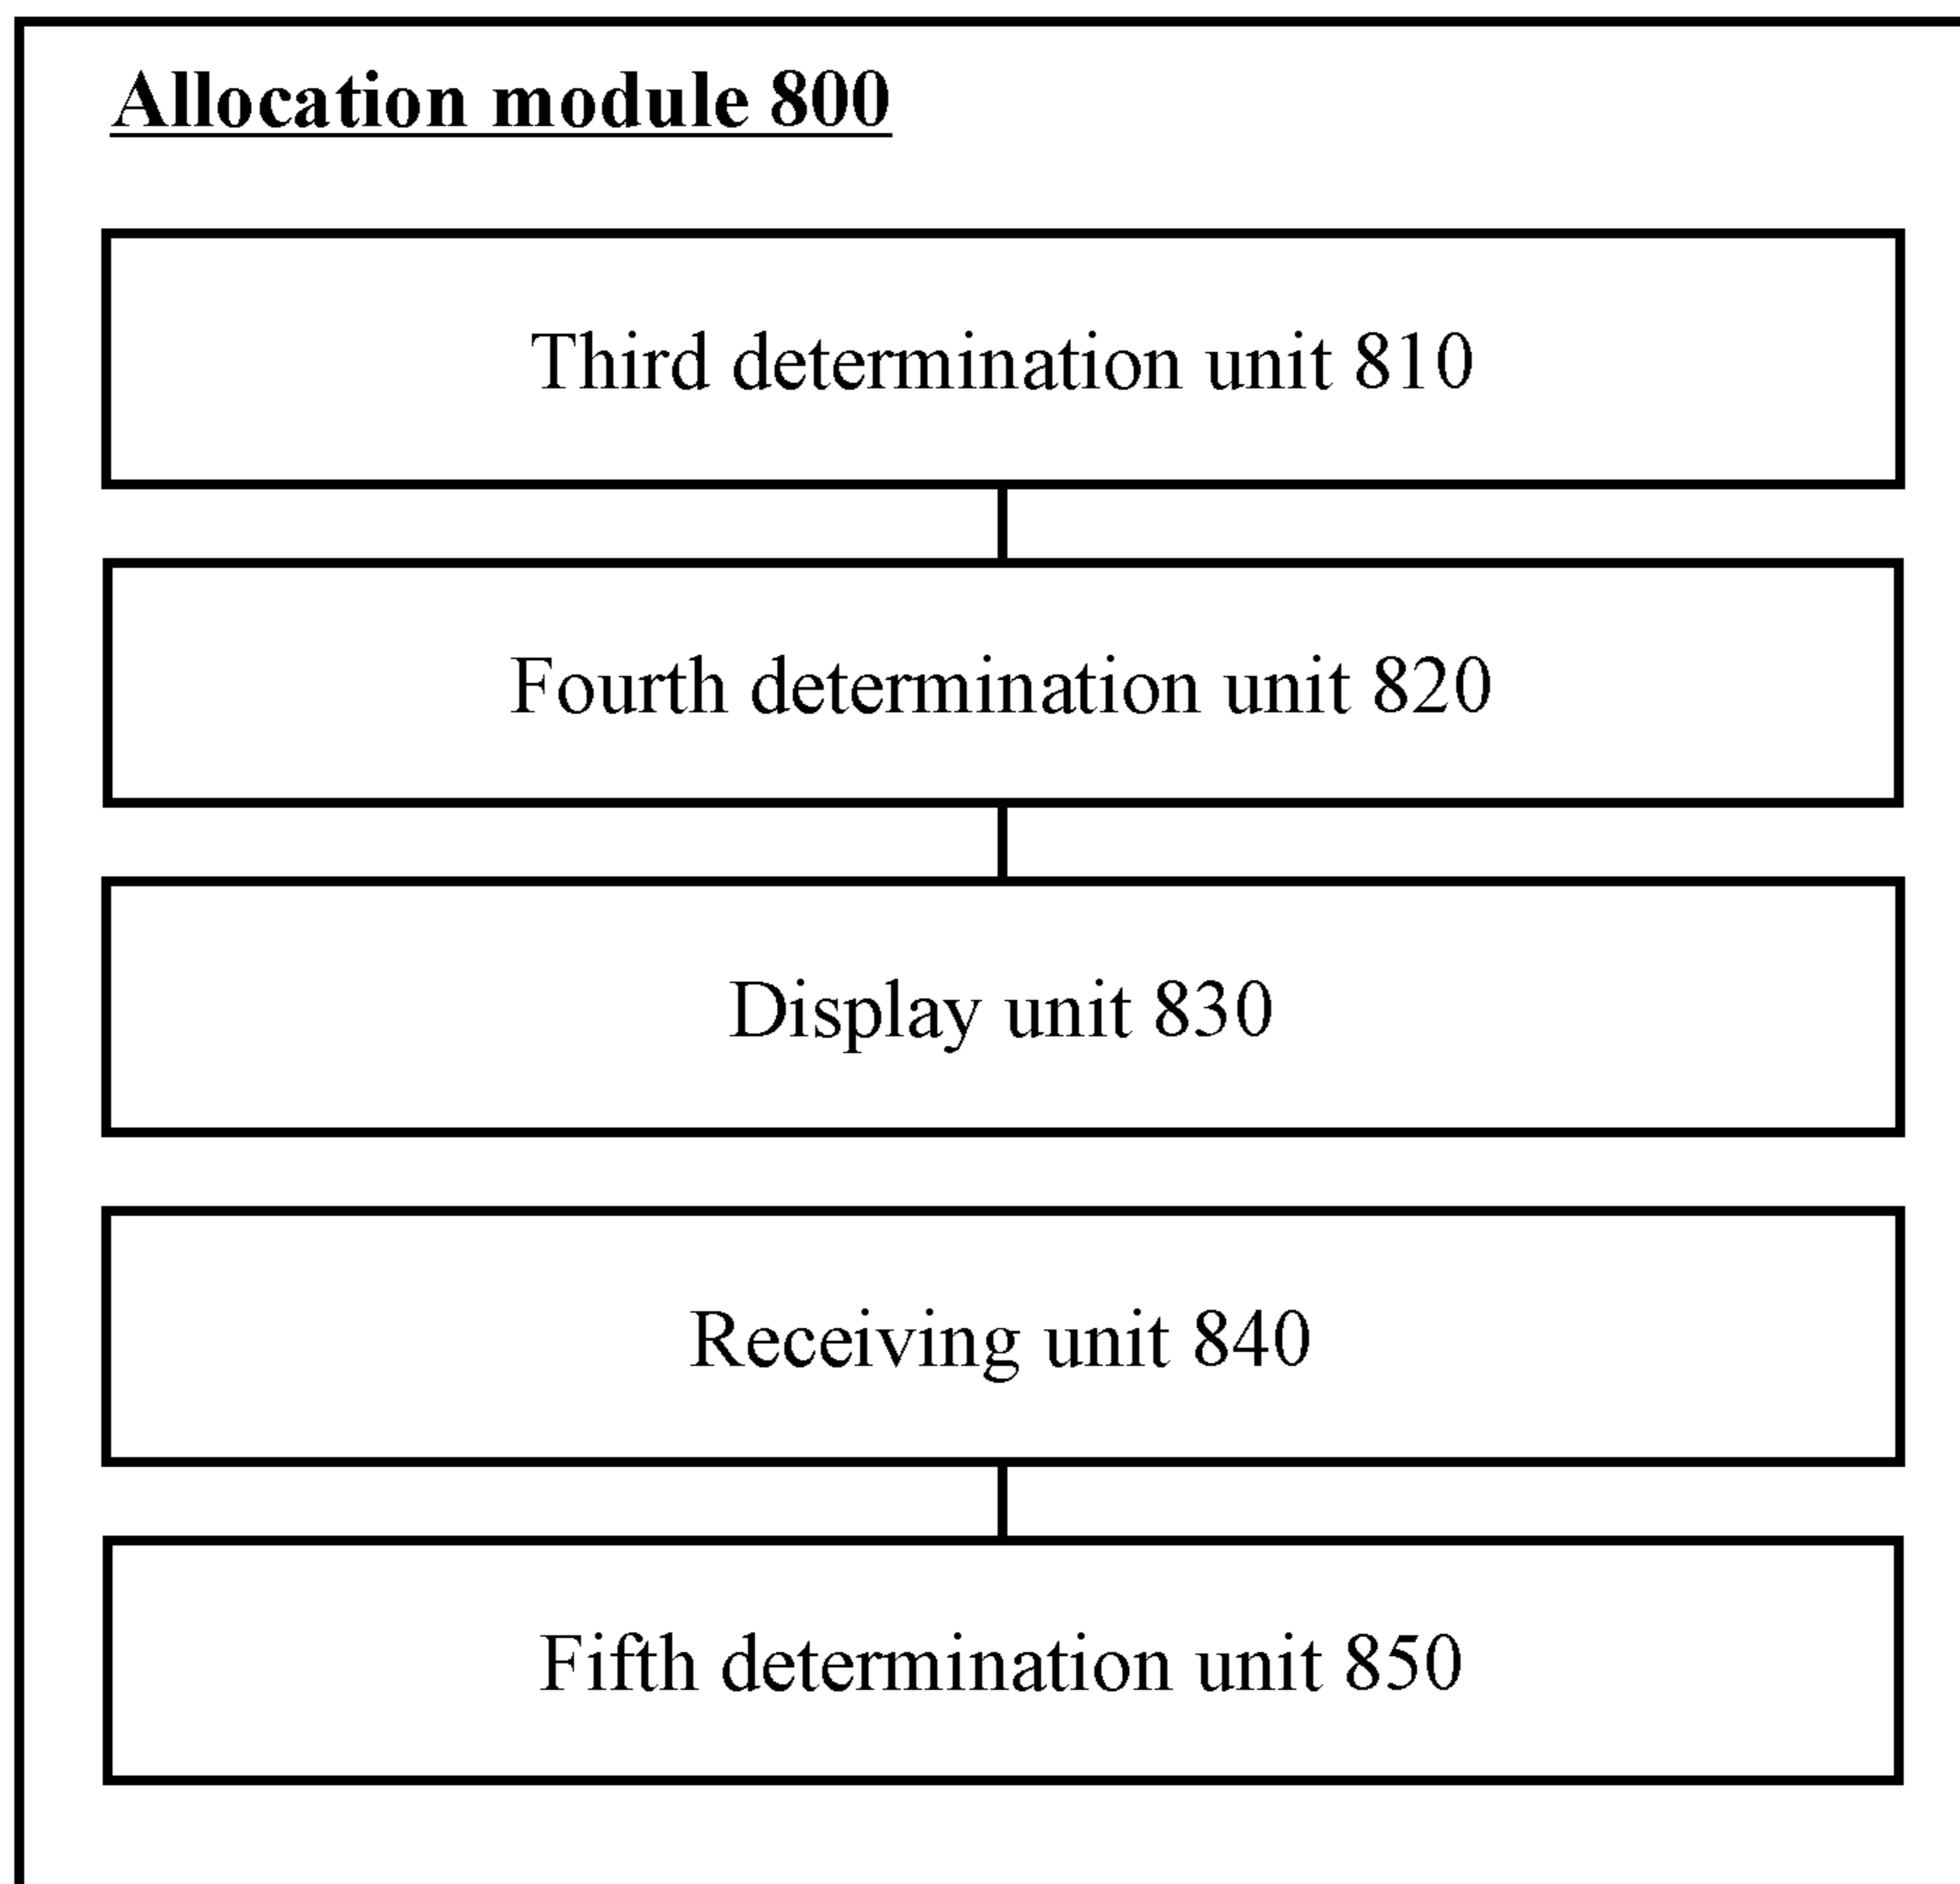 Allocation module 800
Third determination unit 810
Fourth determination unit 820
Display unit 830
Receiving unit 840
Fifth determination unit 850